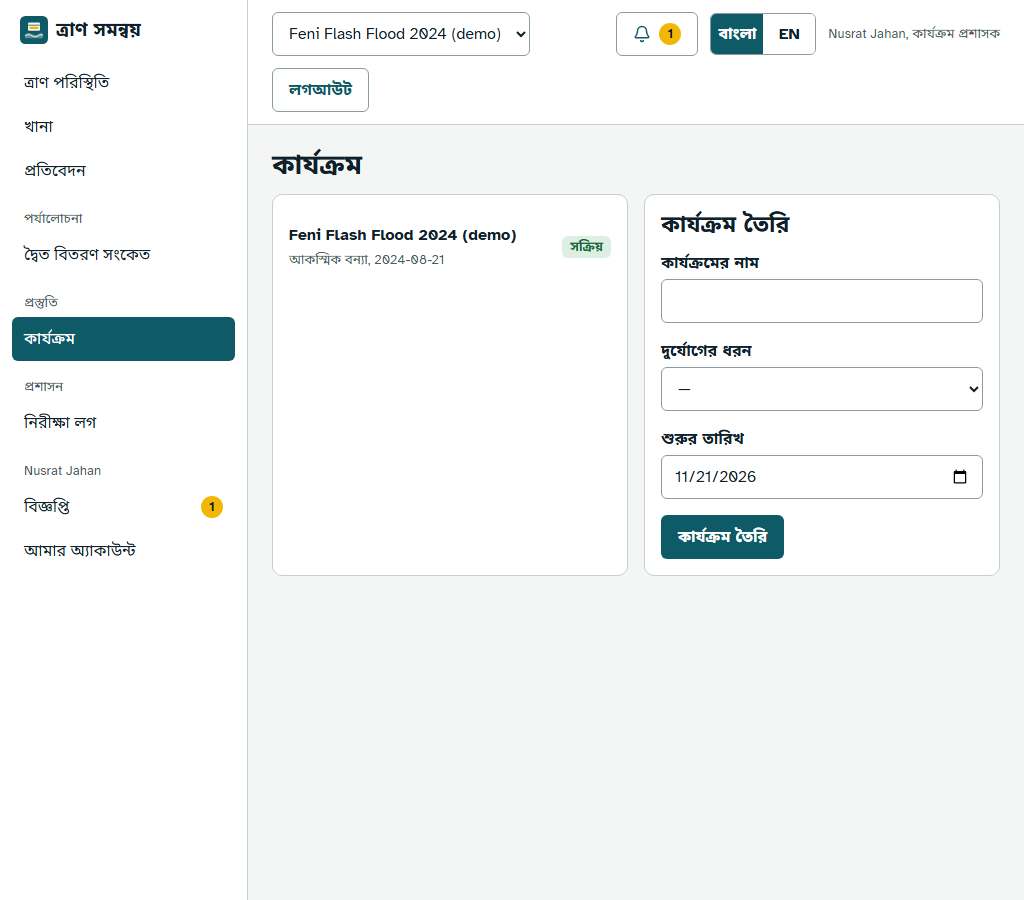 ত্রাণ সমন্বয়
ত্রাণ পরিস্থিতি
খানা
প্রতিবেদন
পর্যালোচনা
দ্বৈত বিতরণ সংকেত
প্রস্তুতি
কার্যক্রম
প্রশাসন
নিরীক্ষা লগ
Nusrat Jahan
বিজ্ঞপ্তি 1
আমার অ্যাকাউন্ট
Feni Flash Flood 2024 (demo)
1
বাংলা EN
Nusrat Jahan, কার্যক্রম প্রশাসক
লগআউট
কার্যক্রম
Feni Flash Flood 2024 (demo)
আকস্মিক বন্যা, 2024-08-21
সক্রিয়
কার্যক্রম তৈরি
কার্যক্রমের নাম
দুর্যোগের ধরন
—
শুরুর তারিখ
11/21/2026
কার্যক্রম তৈরি